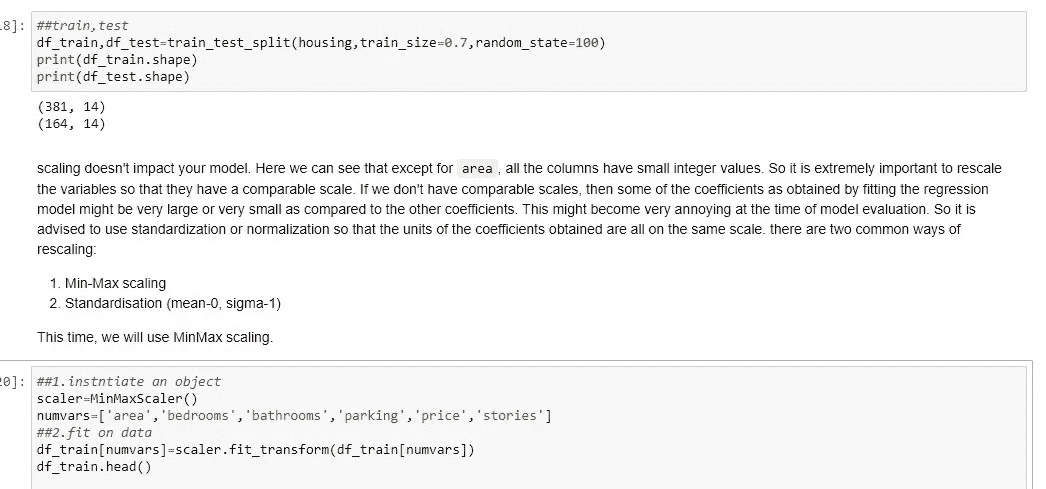 8]:
##train,test
df_train,df_test=train_test_split(housing,train_size=0.7,random_state=100)
print(df_train.shape)
print(df_test.shape)
(381, 14)
(164, 14)
scaling doesn't impact your model. Here we can see that except for area , all the columns have small integer values. So it is extremely important to rescale
the variables so that they have a comparable scale. If we don't have comparable scales, then some of the coefficients as obtained by fitting the regression
model might be very large or very small as compared to the other coefficients. This might become very annoying at the time of model evaluation. So it is
advised to use standardization or normalization so that the units of the coefficients obtained are all on the same scale. there are two common ways of
rescaling:
1. Min-Max scaling
2. Standardisation (mean-0, sigma-1)
This time, we will use MinMax scaling.
20]:
##1.instntiate an object
scaler=MinMaxScaler()
numvars=['area','bedrooms','bathrooms','parking','price','stories']
##2.fit on data
df_train[numvars]=scaler.fit_transform(df_train[numvars])
df_train.head()